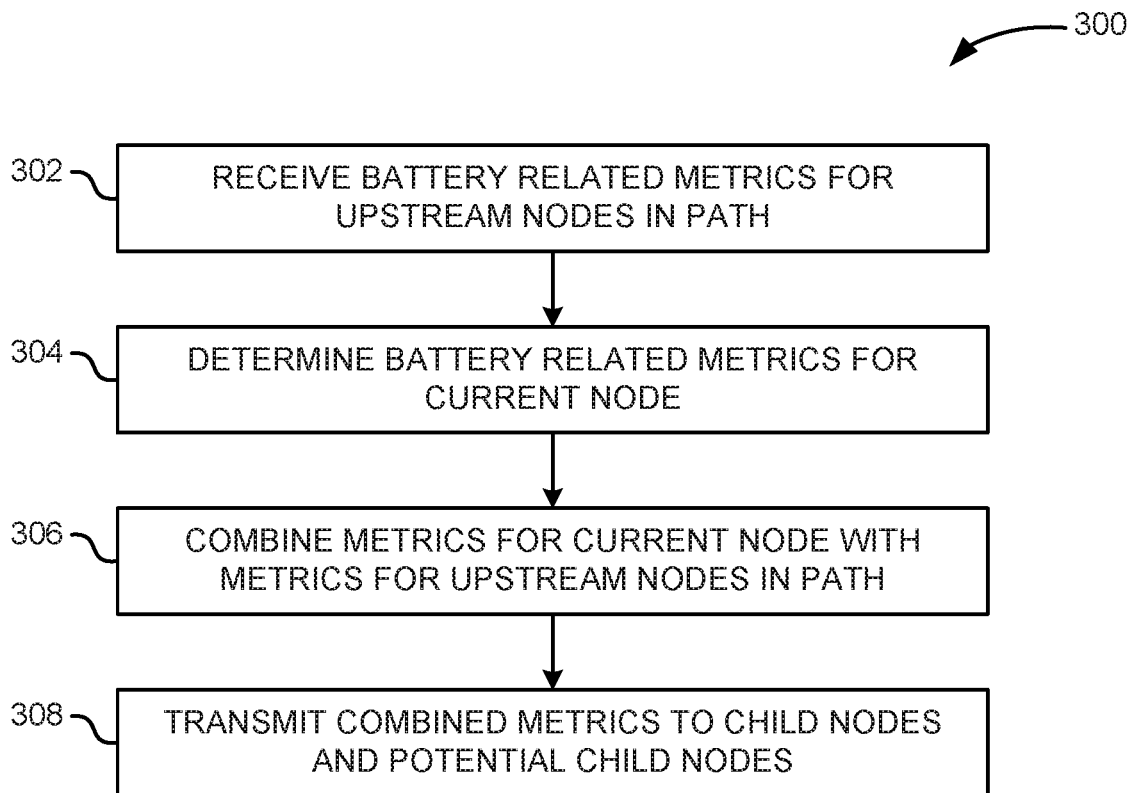 300
302
RECEIVE BATTERY RELATED METRICS FOR
UPSTREAM NODES IN PATH
304
DETERMINE BATTERY RELATED METRICS FOR
CURRENT NODE
306
COMBINE METRICS FOR CURRENT NODE WITH
METRICS FOR UPSTREAM NODES IN PATH
308
TRANSMIT COMBINED METRICS TO CHILD NODES
AND POTENTIAL CHILD NODES